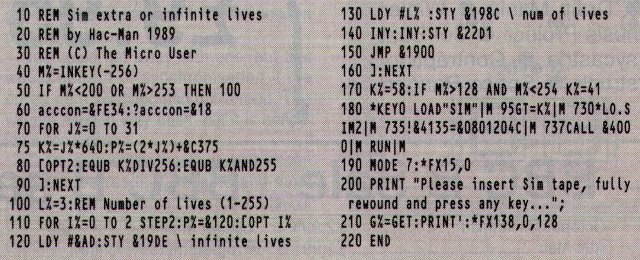 10 REM Sim extra or infinite lives
20 REM by Hac-Man 1989
30 REM (C) The Micro User
40 M%=INKEY(-256)
50 IF M%<200 OR M%>253 THEN 100
60 acccon=&FE34:?acccon=&18
70 FOR J%=0 TO 31
75 K%=J%*640:P%=(2*J%)+&C375
80 [OPT2:EQUB K%DIV256:EQUB K%AND255
90 ]:NEXT
100 L%=3:REM Number of lives (1-255)
110 FOR I%=0 TO 2 STEP2:P%=&120:[OPT I%
120 LDY #&AD:STY &19DE \ infinite lives
130 LDY #L% :STY &198C \ num of lives
140 INY:INY:STY &22D1
150 JMP &1900
160 ]:NEXT
170 K%=58:IF M%>128 AND M%<254 K%=41
180 *KEY0 LOAD"SIM"|M 95GT=K%|M 730*LO.S
IM2|M 735!&4135=&0801204C|M 737CALL &400
0|M RUN|M
190 MODE 7:*FX15,0
200 PRINT "Please insert Sim tape, fully
rewound and press any key...";
210 G%=GET:PRINT':*FX138,0,128
220 END